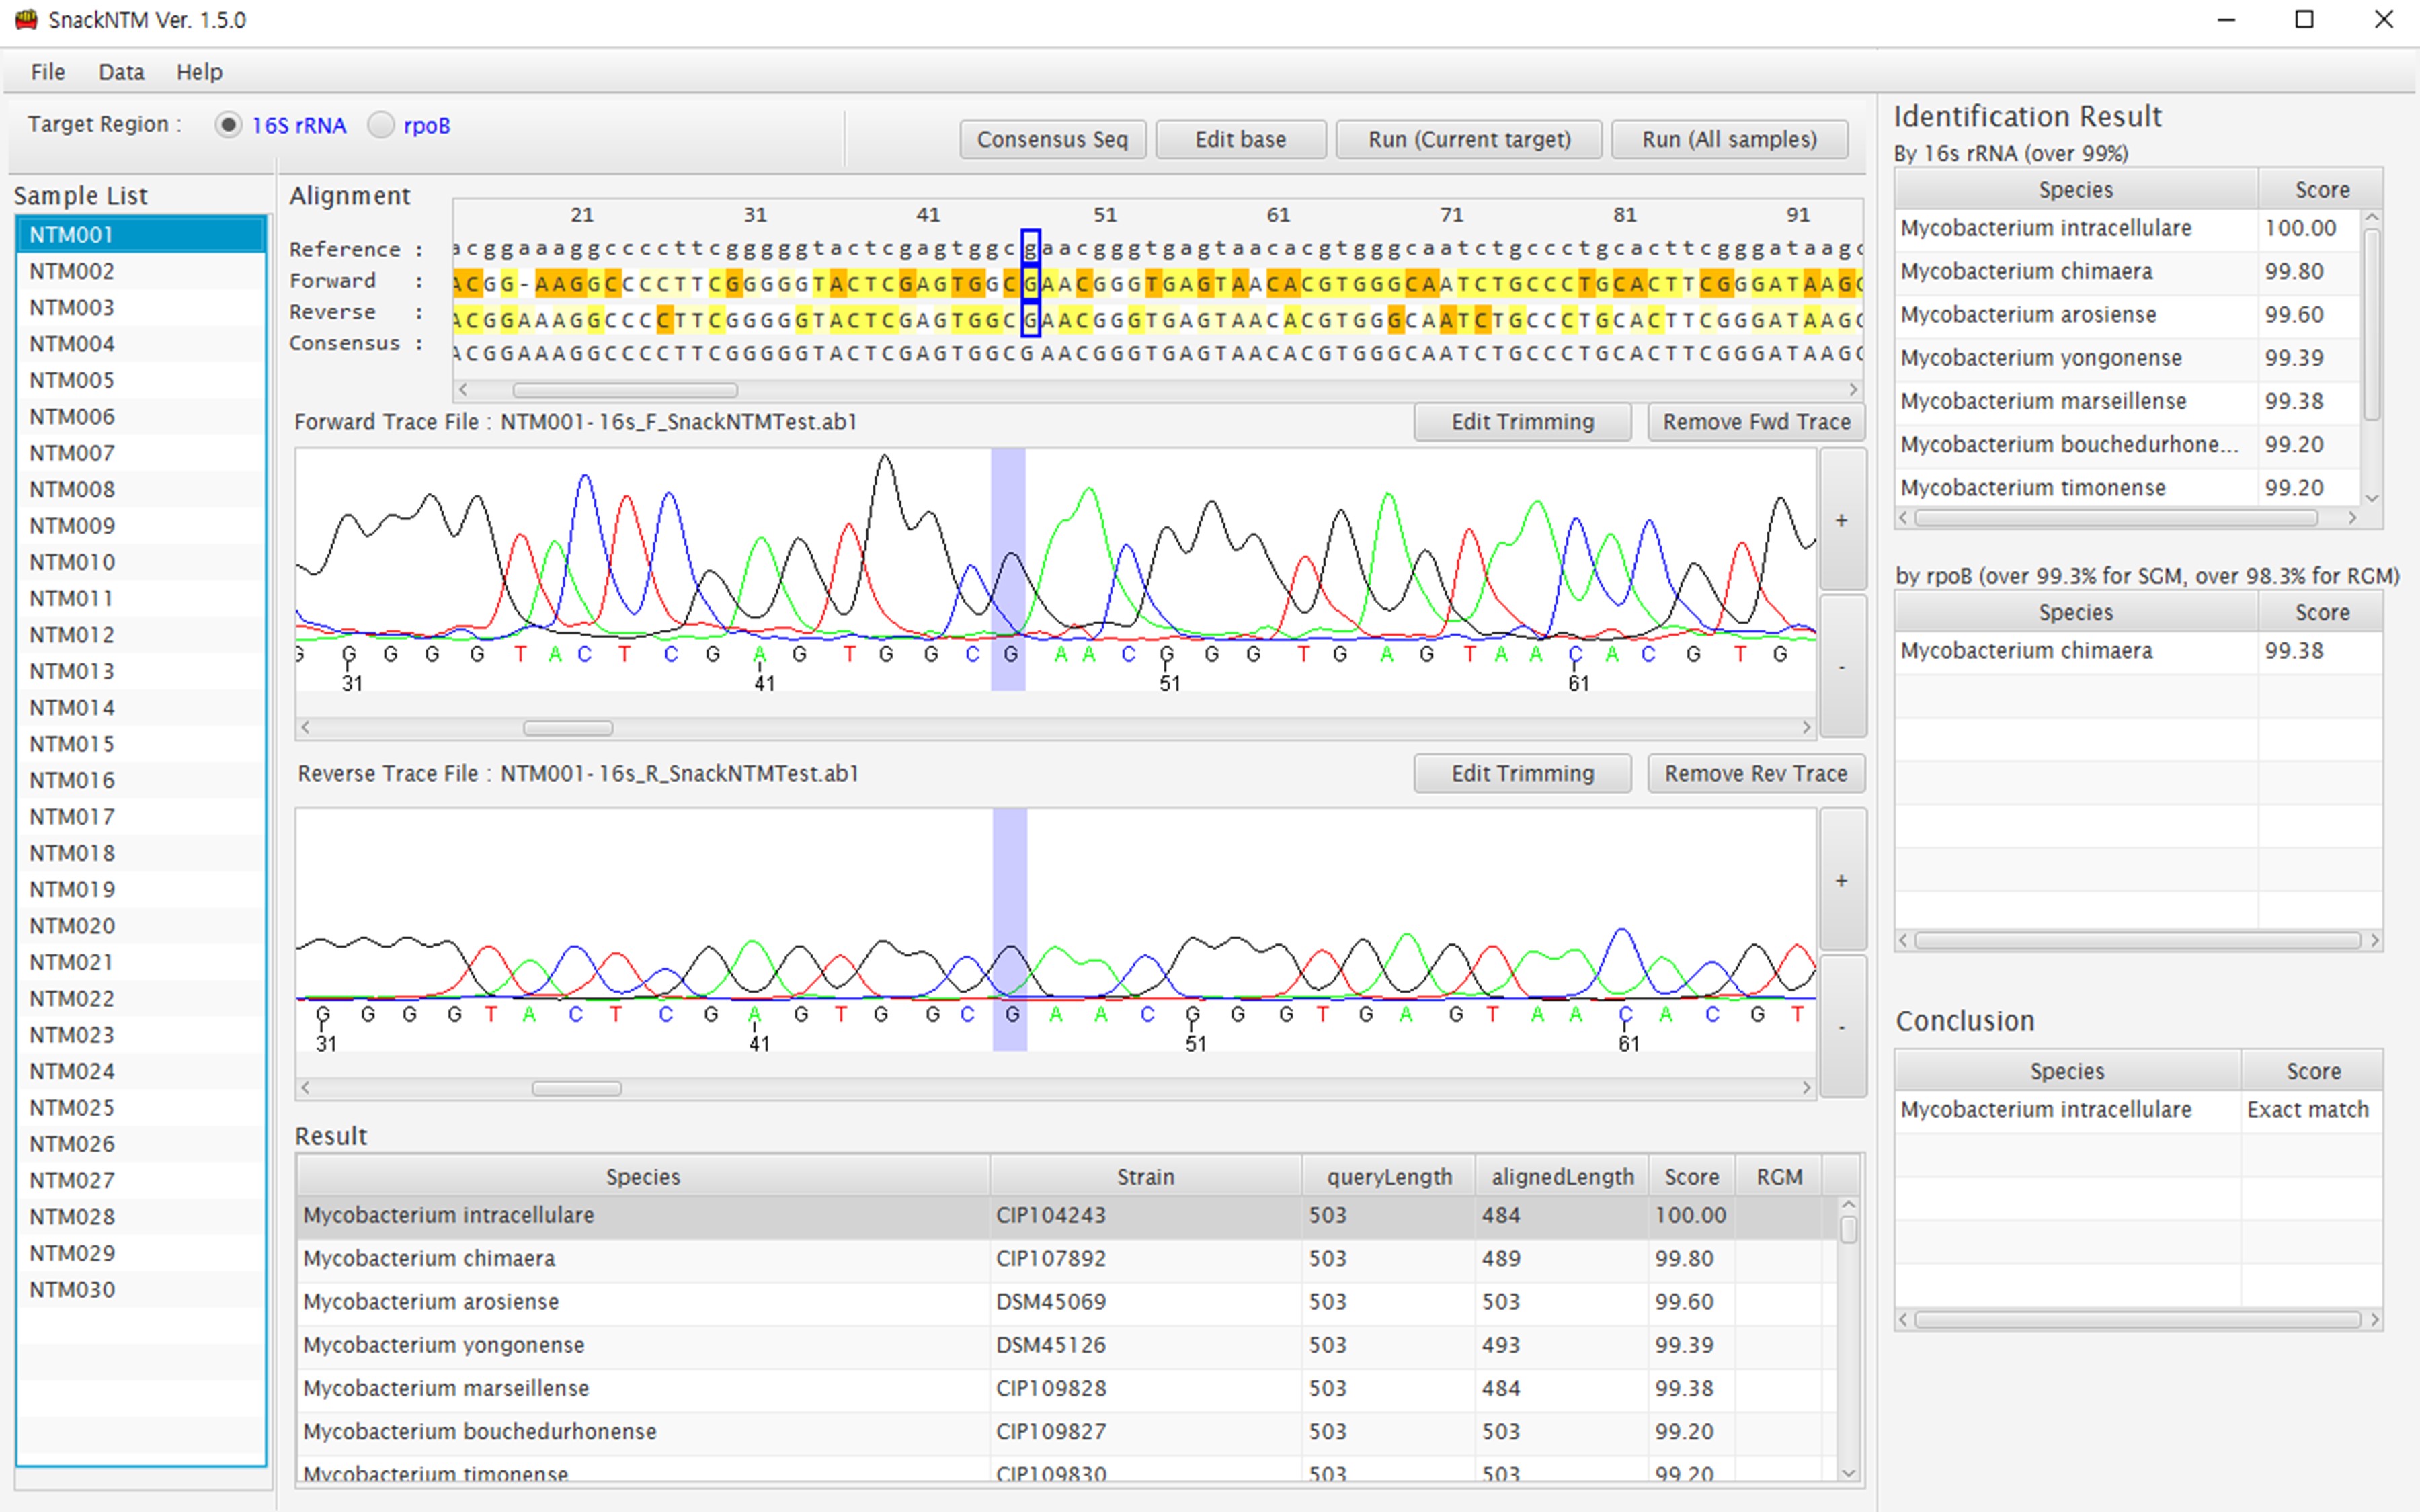 SnackNTM Ver. 1.5.0
File Data Help
Target Region : 16S rRNA rpoB
Consensus Seq Edit base Run (Current target) Run (All samples)
Sample List
NTM001
NTM002
NTM003
NTM004
NTM005
NTM006
NTM007
NTM008
NTM009
NTM010
NTM011
NTM012
NTM013
NTM014
NTM015
NTM016
NTM017
NTM018
NTM019
NTM020
NTM021
NTM022
NTM023
NTM024
NTM025
NTM026
NTM027
NTM028
NTM029
NTM030
Alignment
21 31 41 51 61 71 81 91
Reference : acggaaaggccccttcgggggtactcgagtggcgaacgggtgagtaacacgtgggcaatctgccctgcacttcgggataagc
Forward : ACGG-AAGGCCCCTTCGGGGGTACTCGAGTGGCGAACGGGTGAGTAACACGTGGGCAATCTGCCCTGCACTTCGGGATAAGC
Reverse : ACGGAAAGGCCCCTTCGGGGGTACTCGAGTGGCGAACGGGTGAGTAACACGTGGGCAATCTGCCCTGCACTTCGGGATAAGC
Consensus : ACGGAAAGGCCCCTTCGGGGGTACTCGAGTGGCGAACGGGTGAGTAACACGTGGGCAATCTGCCCTGCACTTCGGGATAAGC
Forward Trace File : NTM001-16s_F_SnackNTMTest.ab1 Edit Trimming Remove Fwd Trace
+
G G G G G T A C T C G A G T G G C G A A C G G G T G A G T A A C A C G T G
-
31 41 51 61
Reverse Trace File : NTM001-16s_R_SnackNTMTest.ab1 Edit Trimming Remove Rev Trace
+
G G G G T A C T C G A G T G G C G A A C G G G T G A G T A A C A C G T
-
31 41 51 61
Result
Species Strain queryLength alignedLength Score RGM
Mycobacterium intracellulare CIP104243 503 484 100.00
Mycobacterium chimaera CIP107892 503 489 99.80
Mycobacterium arosiense DSM45069 503 503 99.60
Mycobacterium yongonense DSM45126 503 493 99.39
Mycobacterium marseillense CIP109828 503 484 99.38
Mycobacterium bouchedurhonense CIP109827 503 503 99.20
Mycobacterium timonense CIP109830 503 503 99.20
Identification Result
By 16s rRNA (over 99%)
Species Score
Mycobacterium intracellulare 100.00
Mycobacterium chimaera 99.80
Mycobacterium arosiense 99.60
Mycobacterium yongonense 99.39
Mycobacterium marseillense 99.38
Mycobacterium bouchedurhone... 99.20
Mycobacterium timonense 99.20
by rpoB (over 99.3% for SGM, over 98.3% for RGM)
Species Score
Mycobacterium chimaera 99.38
Conclusion
Species Score
Mycobacterium intracellulare Exact match